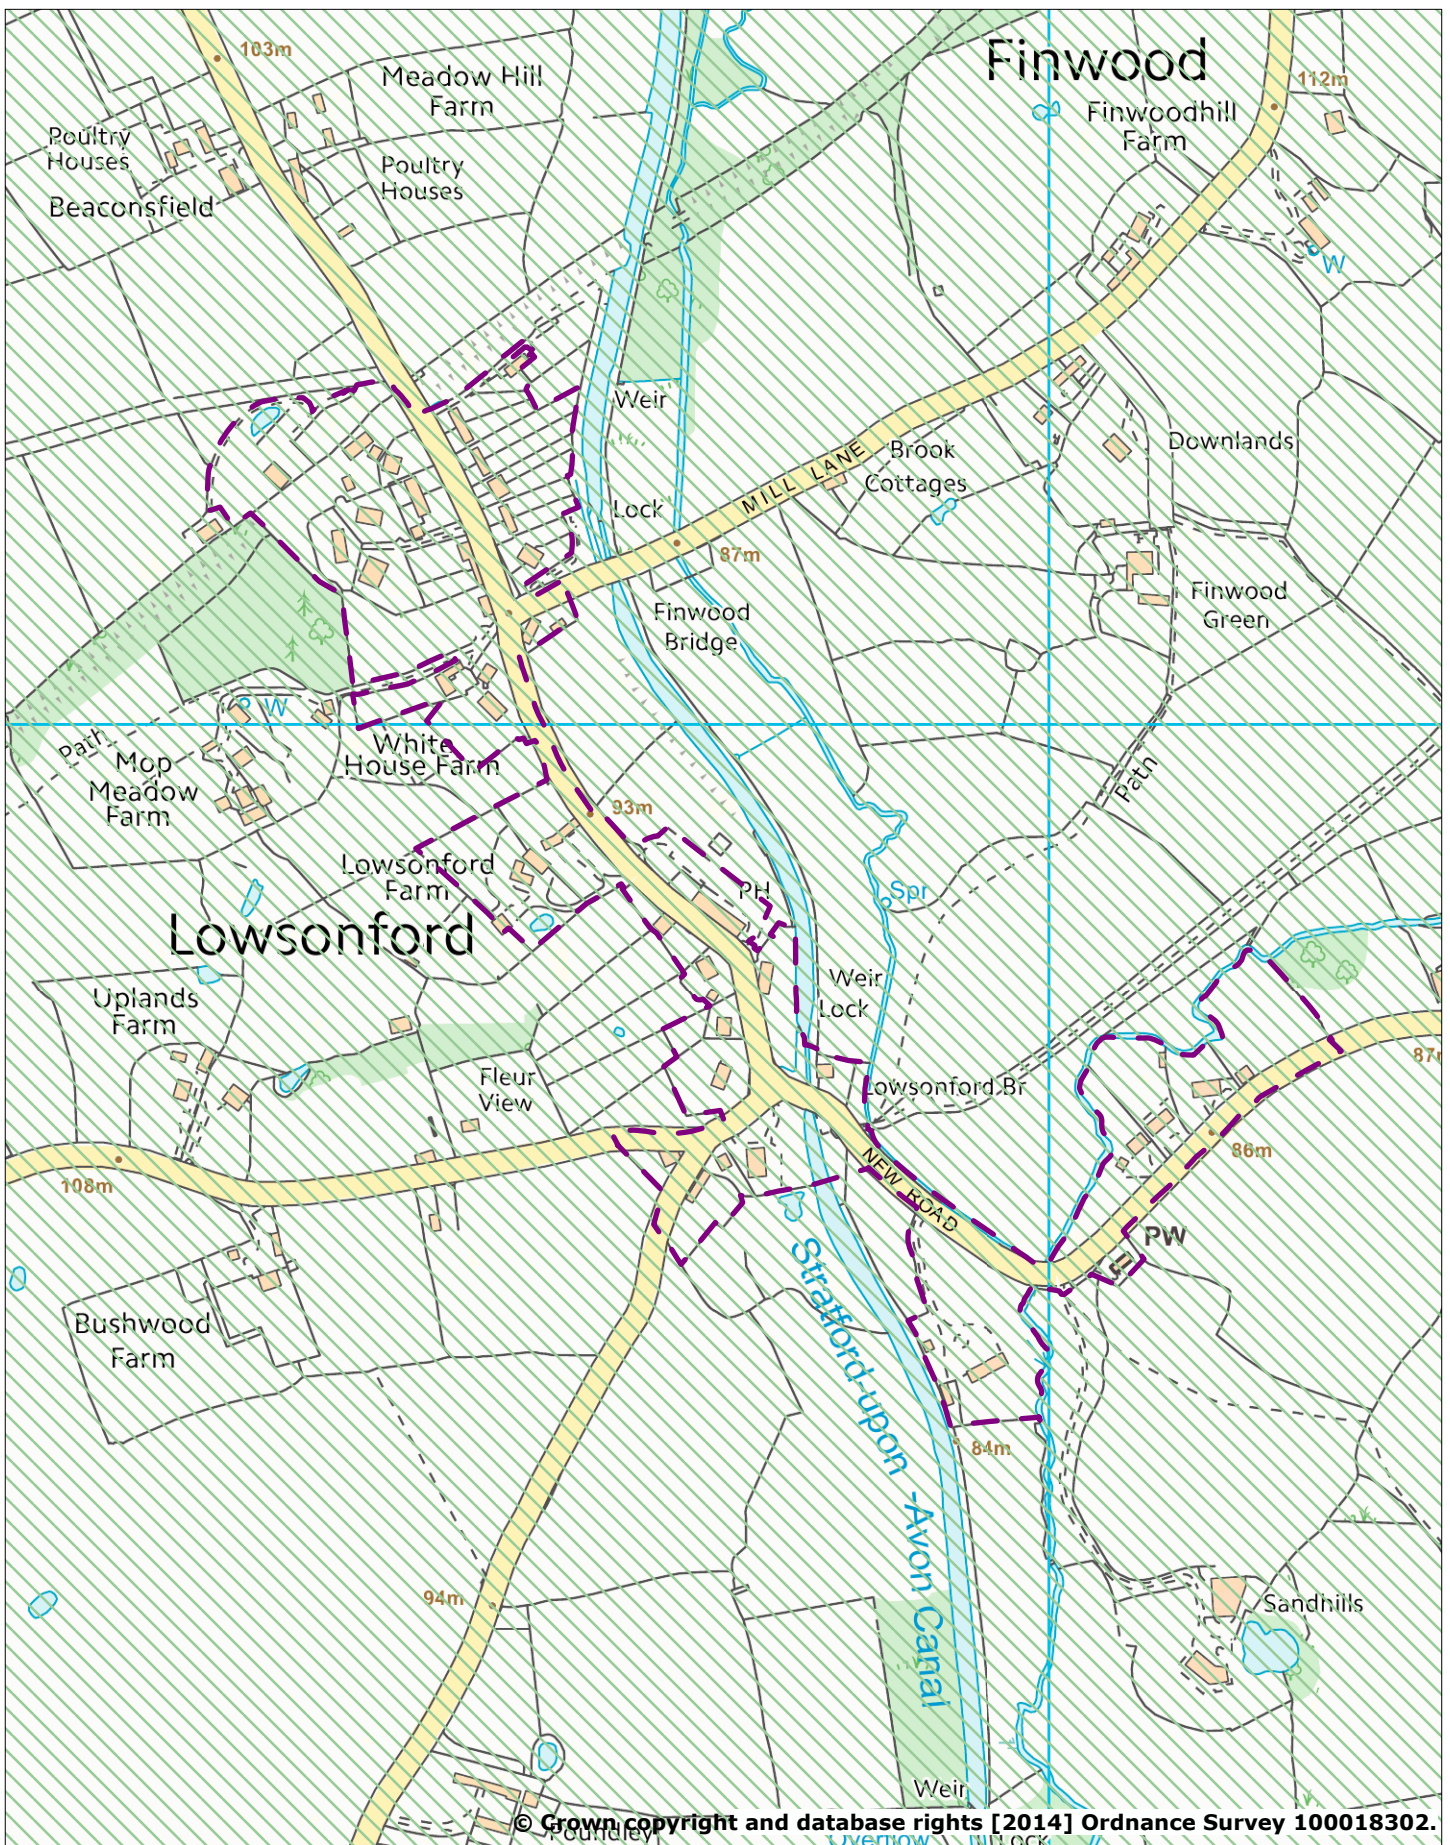 103m
Meadow Hill
Farm
Finwood
112m
Finwoodhill
Farm
Poultry
Houses
Poultry
Houses
Beaconsfield
W
Weir
Brook
Cottages
Downlands
MILL LANE
Lock
87m
Finwood
Bridge
Finwood
Green
W
Path
Mop
Meadow
Farm
White
House Farm
Path
93m
Lowsonford
Farm
PH
Spr
Lowsonford
Weir
Lock
Uplands
Farm
Fleur
View
Lowsonford Br
87m
NEW ROAD
86m
108m
PW
Stratford-upon-Avon Canal
Bushwood
Farm
84m
94m
Sandhills
Weir
© Crown copyright and database rights [2014] Ordnance Survey 100018302.
Poundley
Overflow
Lock